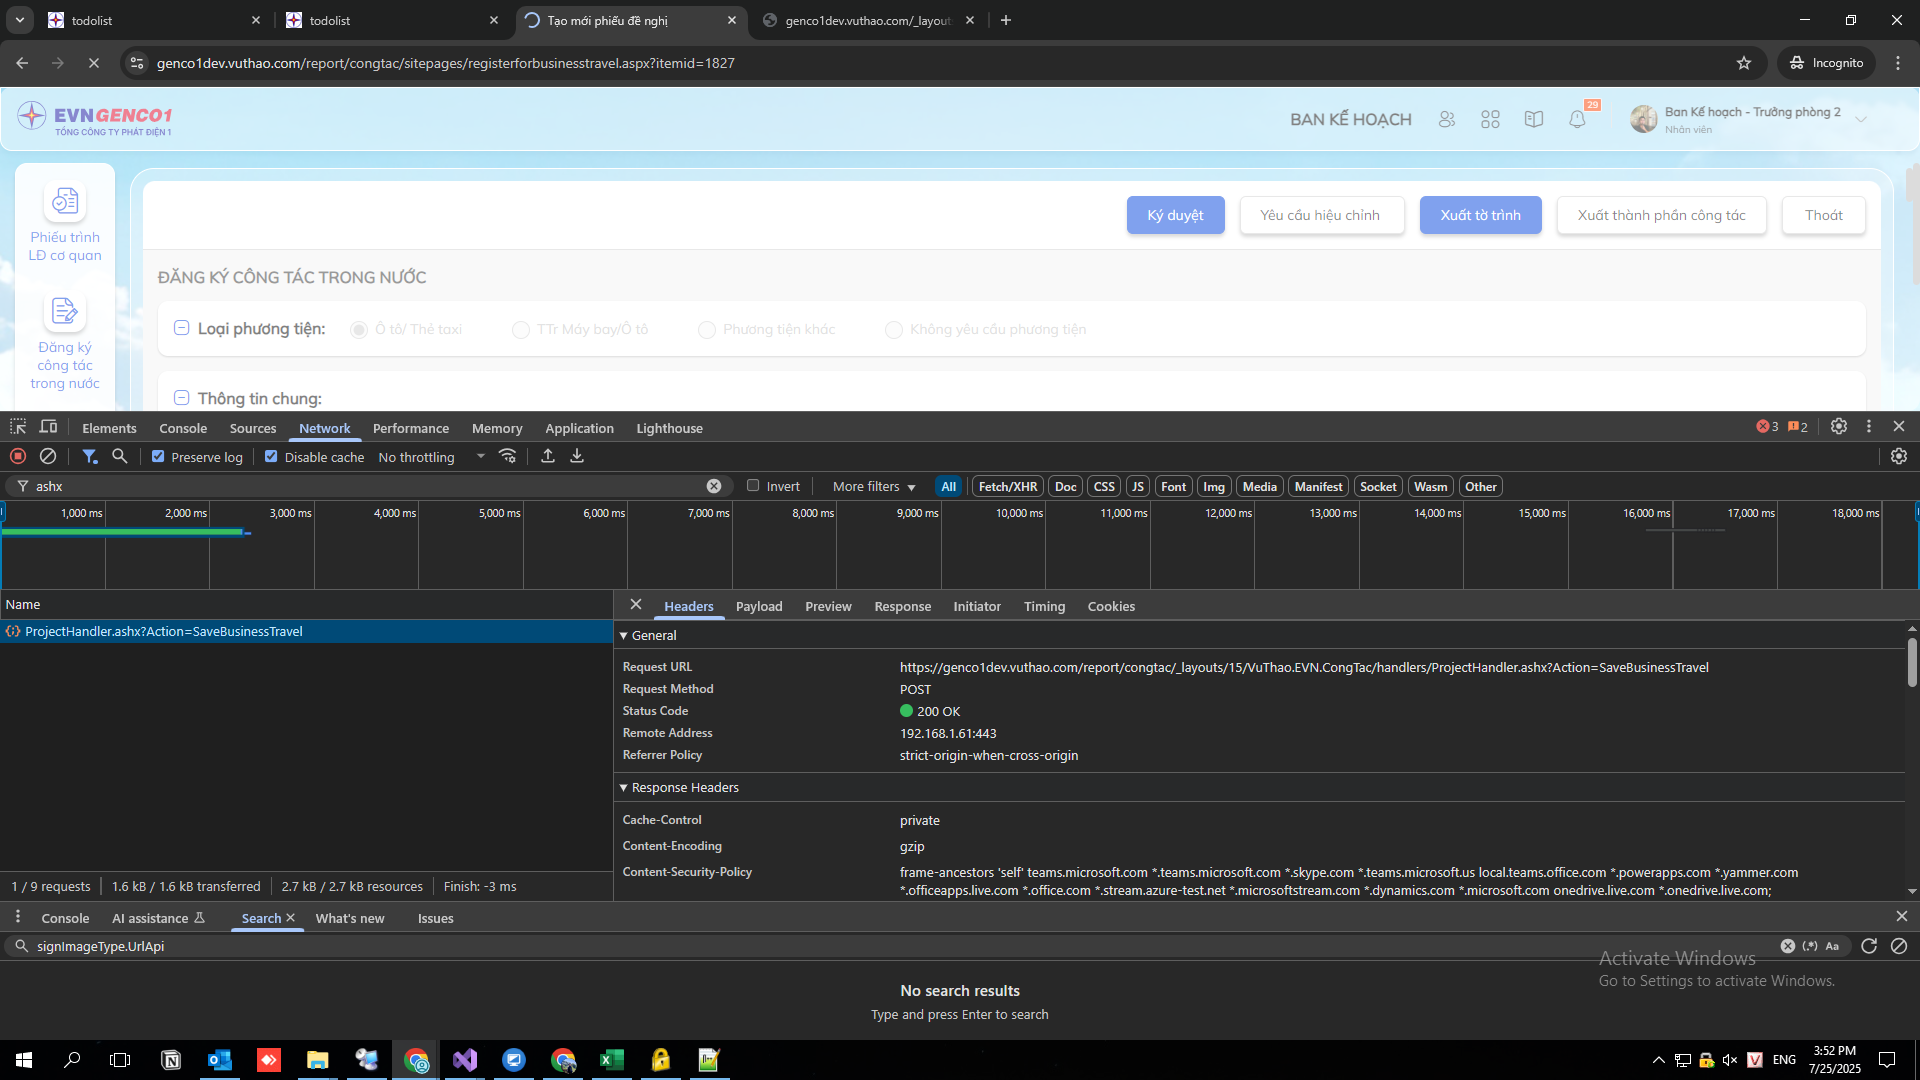 todolist
todolist
Tạo mới phiếu đề nghị
genco1dev.vuthao.com/_layout
genco1dev.vuthao.com/report/congtac/sitepages/registerforbusinesstravel.aspx?itemid=1827
Incognito
EVNGENCO1
TỔNG CÔNG TY PHÁT ĐIỆN 1
BAN KẾ HOẠCH
29
Ban Kế hoạch - Trưởng phòng 2
Nhân viên
Phiếu trình
LĐ cơ quan
Đăng ký
công tác
trong nước
Ký duyệt
Yêu cầu hiệu chỉnh
Xuất tờ trình
Xuất thành phần công tác
Thoát
ĐĂNG KÝ CÔNG TÁC TRONG NƯỚC
Loại phương tiện:
Ô tô/ Thẻ taxi
TTr Máy bay/Ô tô
Phương tiện khác
Không yêu cầu phương tiện
Thông tin chung:
Elements
Console
Sources
Network
Performance
Memory
Application
Lighthouse
3
2
Preserve log
Disable cache
No throttling
ashx
Invert
More filters
All
Fetch/XHR
Doc
CSS
JS
Font
Img
Media
Manifest
Socket
Wasm
Other
1,000 ms
2,000 ms
3,000 ms
4,000 ms
5,000 ms
6,000 ms
7,000 ms
8,000 ms
9,000 ms
10,000 ms
11,000 ms
12,000 ms
13,000 ms
14,000 ms
15,000 ms
16,000 ms
17,000 ms
18,000 ms
Name
ProjectHandler.ashx?Action=SaveBusinessTravel
1 / 9 requests
1.6 kB / 1.6 kB transferred
2.7 kB / 2.7 kB resources
Finish: -3 ms
Headers
Payload
Preview
Response
Initiator
Timing
Cookies
General
Request URL
https://genco1dev.vuthao.com/report/congtac/_layouts/15/VuThao.EVN.CongTac/handlers/ProjectHandler.ashx?Action=SaveBusinessTravel
Request Method
POST
Status Code
200 OK
Remote Address
192.168.1.61:443
Referrer Policy
strict-origin-when-cross-origin
Response Headers
Cache-Control
private
Content-Encoding
gzip
Content-Security-Policy
frame-ancestors 'self' teams.microsoft.com *.teams.microsoft.com *.skype.com *.teams.microsoft.us local.teams.office.com *.powerapps.com *.yammer.com
*.officeapps.live.com *.office.com *.stream.azure-test.net *.microsoftstream.com *.dynamics.com *.microsoft.com onedrive.live.com *.onedrive.live.com;
Console
AI assistance
Search
What's new
Issues
signImageType.UrlApi
(.*)
Aa
No search results
Type and press Enter to search
Activate Windows
Go to Settings to activate Windows.
ENG
3:52 PM
7/25/2025